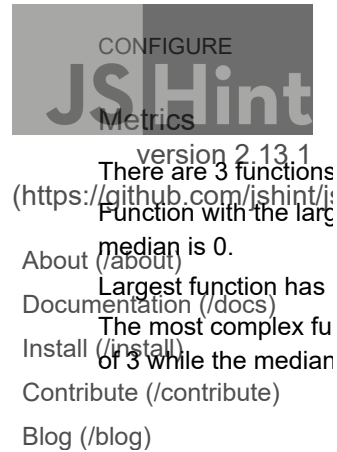 CONFIGURE
JSHint
Metrics
version 2.13.1
There are 3 functions
(https://github.com/jshint/js
Function with the larg
median is 0.
About (/about)
Largest function has
Documentation (/docs)
The most complex fu
Install (/install)
of 3 while the median
Contribute (/contribute)
Blog (/blog)